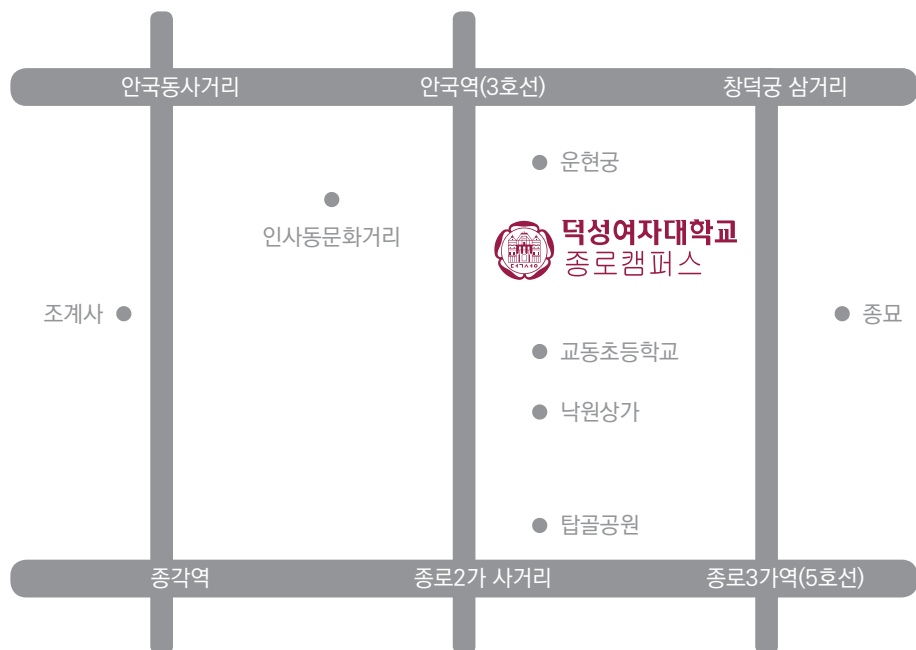 안국동사거리
안국역(3호선)
창덕궁 삼거리
운현궁
인사동문화거리
덕성여자대학교
종로캠퍼스
조계사
종묘
교동초등학교
낙원상가
탑골공원
종각역
종로2가 사거리
종로3가역(5호선)